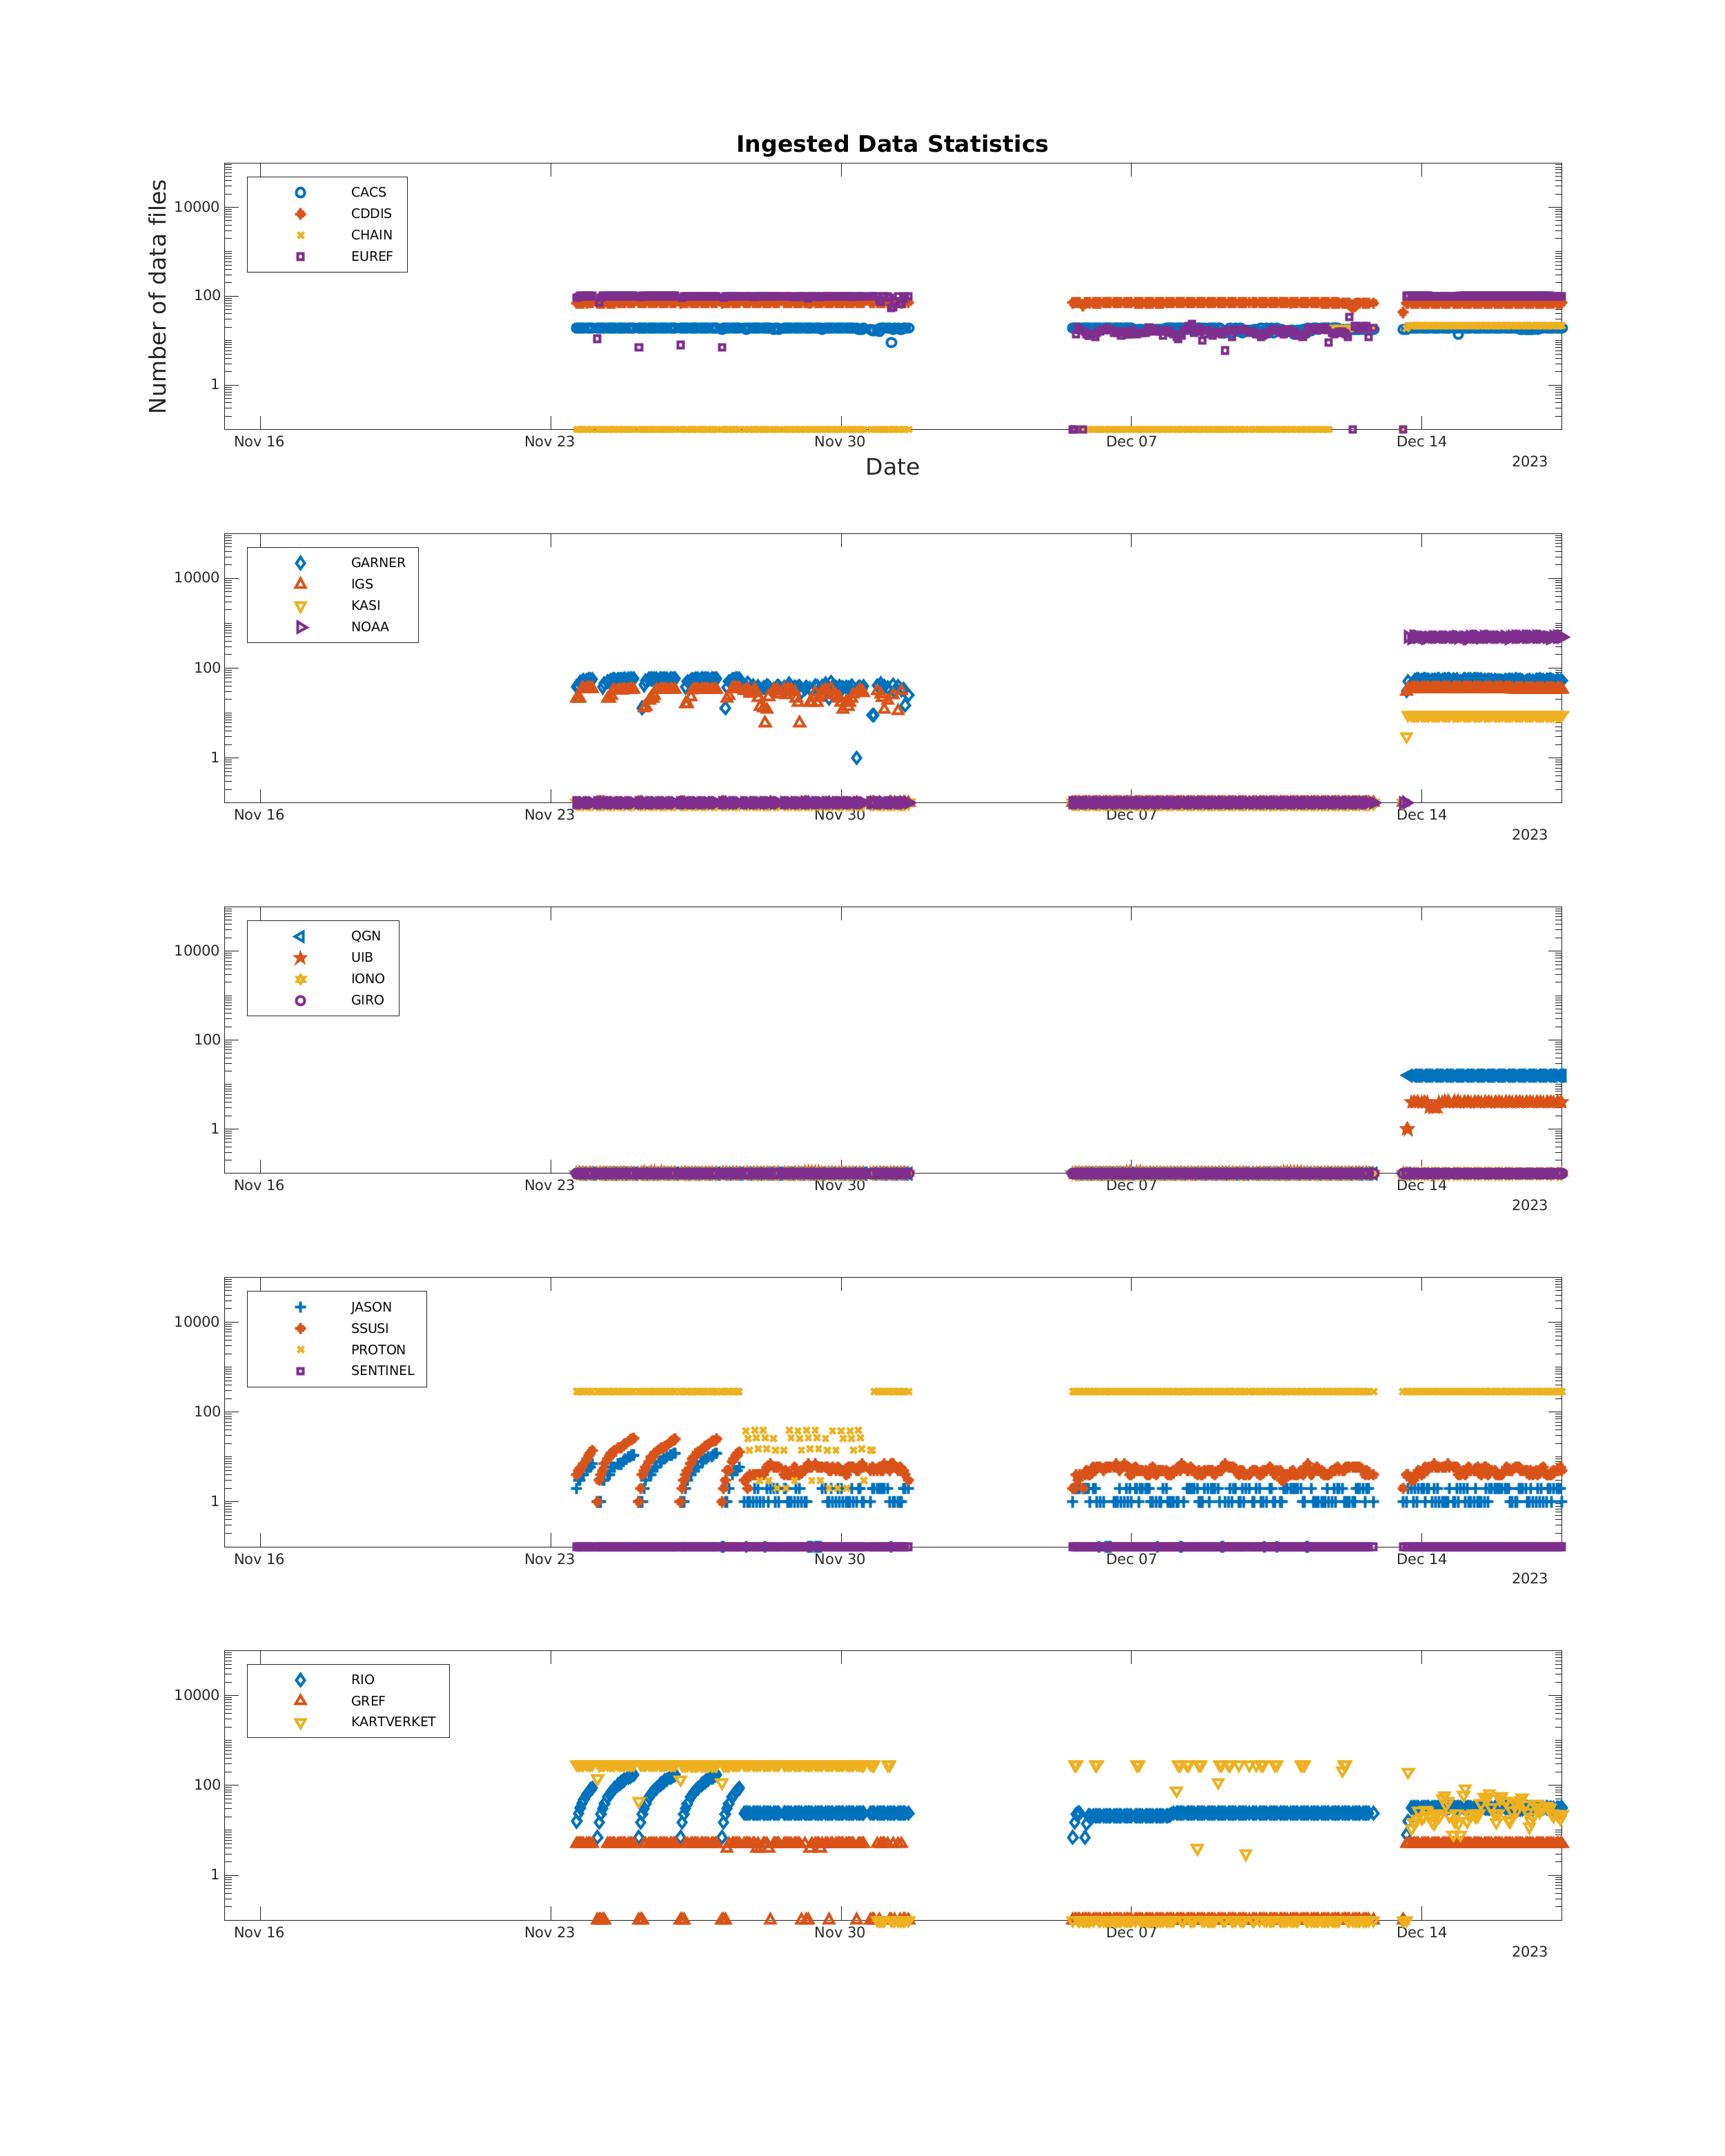 Ingested Data Statistics
Number of data files
10000
100
1
CACS
CDDIS
CHAIN
EUREF
Nov 16 Nov 23 Nov 30 Dec 07 Dec 14
2023
Date
10000
100
1
GARNER
IGS
KASI
NOAA
Nov 16 Nov 23 Nov 30 Dec 07 Dec 14
2023
10000
100
1
QGN
UIB
IONO
GIRO
Nov 16 Nov 23 Nov 30 Dec 07 Dec 14
2023
10000
100
1
JASON
SSUSI
PROTON
SENTINEL
Nov 16 Nov 23 Nov 30 Dec 07 Dec 14
2023
10000
100
1
RIO
GREF
KARTVERKET
Nov 16 Nov 23 Nov 30 Dec 07 Dec 14
2023